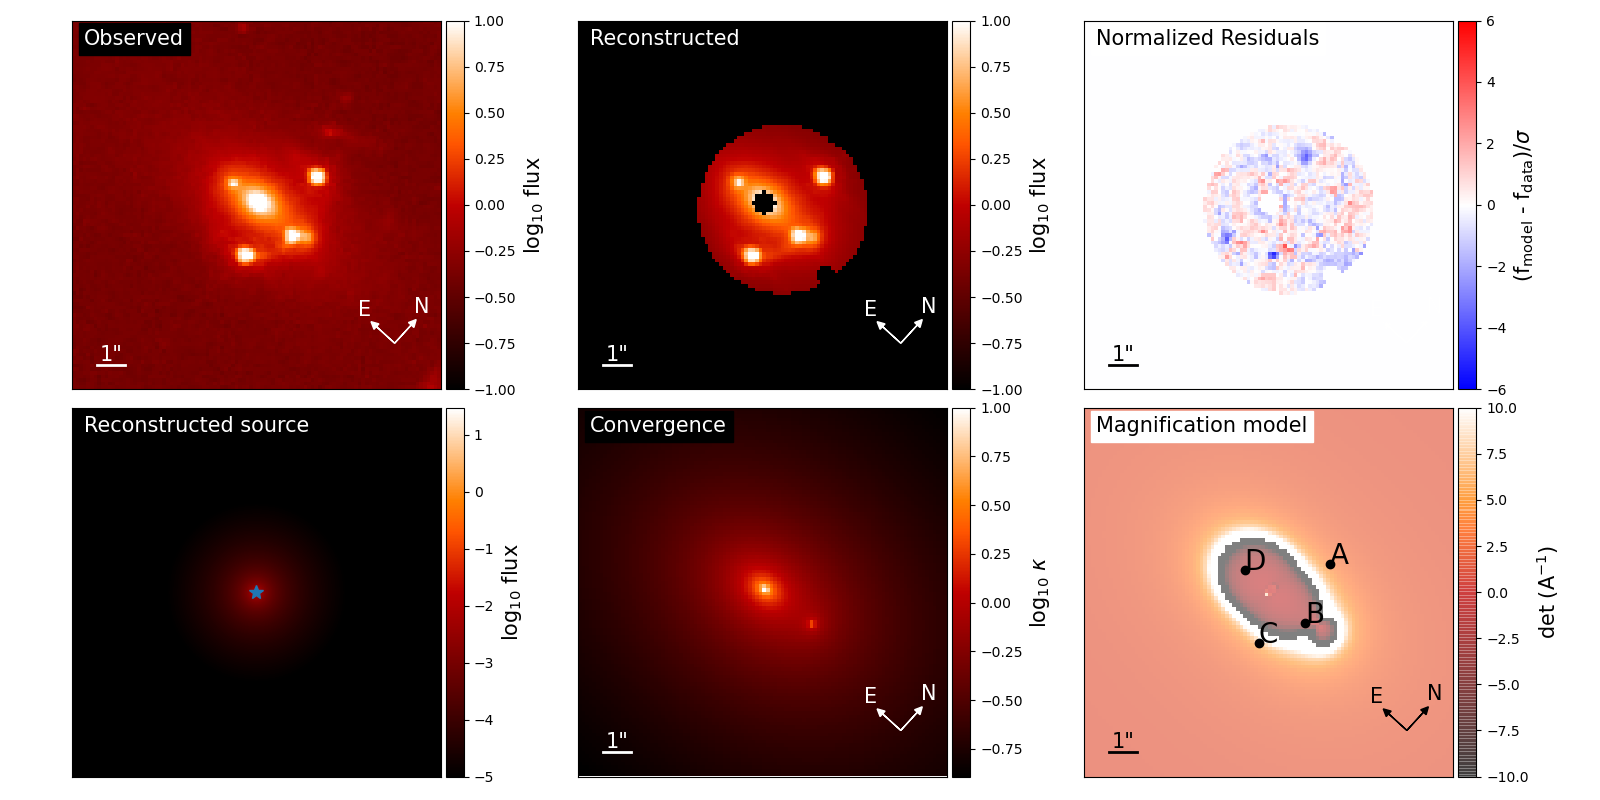 Observed
E
N
1"
1.00
0.75
0.50
0.25
0.00
−0.25
−0.50
−0.75
−1.00
log10 flux
Reconstructed
E
N
1"
1.00
0.75
0.50
0.25
0.00
−0.25
−0.50
−0.75
−1.00
log10 flux
Normalized Residuals
1"
6
4
2
0
−2
−4
−6
(fmodel - fdata)/σ
Reconstructed source
1
0
−1
−2
−3
−4
−5
log10 flux
Convergence
E
N
1"
1.00
0.75
0.50
0.25
0.00
−0.25
−0.50
−0.75
log10 κ
Magnification model
A
D
B
C
E
N
1"
10.0
7.5
5.0
2.5
0.0
−2.5
−5.0
−7.5
−10.0
det (A−1)